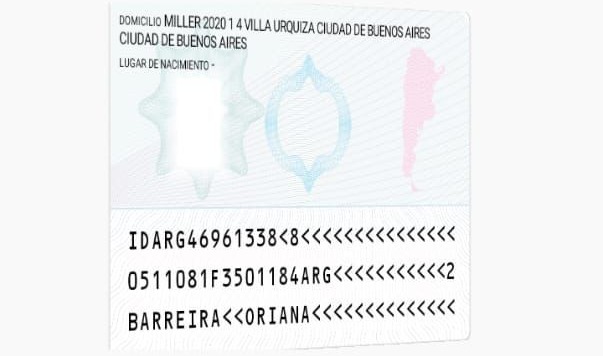 DOMICILIO MILLER 2020 1 4 VILLA URQUIZA CIUDAD DE BUENOS AIRES
CIUDAD DE BUENOS AIRES
LUGAR DE NACIMIENTO -
IDARG46961338<8<<<<<<<<<<<<<<<
0511081F3501184ARG<<<<<<<<<<<2
BARREIRA<<ORIANA<<<<<<<<<<<<<<